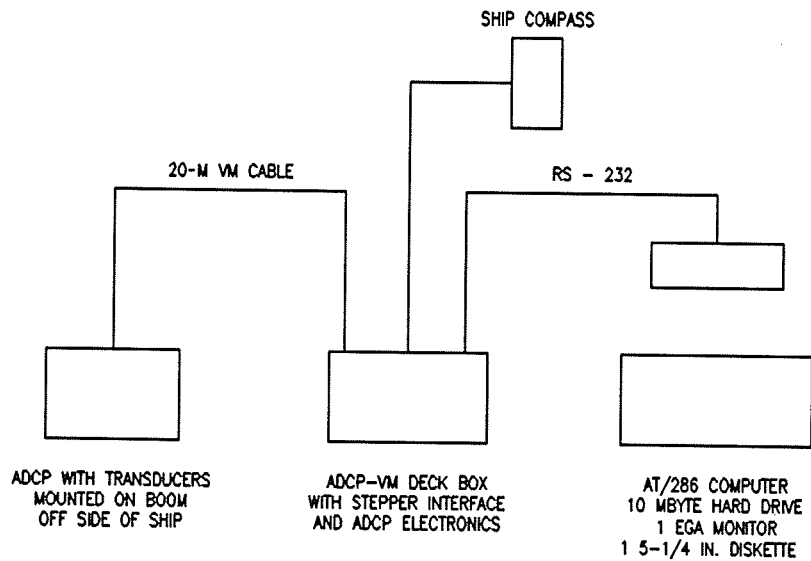 SHIP COMPASS
20-M VM CABLE
RS - 232
ADCP WITH TRANSDUCERS
MOUNTED ON BOOM
OFF SIDE OF SHIP
ADCP-VM DECK BOX
WITH STEPPER INTERFACE
AND ADCP ELECTRONICS
AT/286 COMPUTER
10 MBYTE HARD DRIVE
1 EGA MONITOR
1 5-1/4 IN. DISKETTE